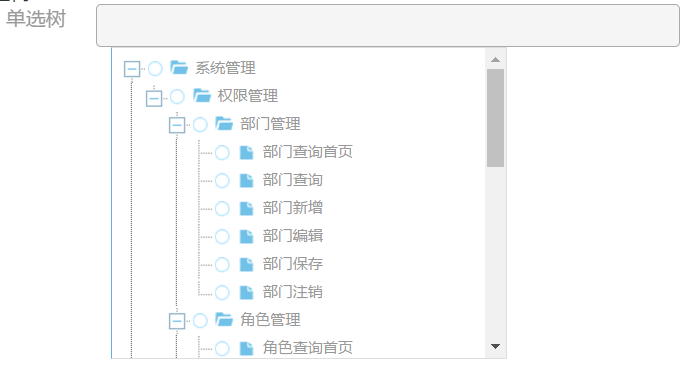 单选树
系统管理
权限管理
部门管理
部门查询首页
部门查询
部门新增
部门编辑
部门保存
部门注销
角色管理
角色查询首页